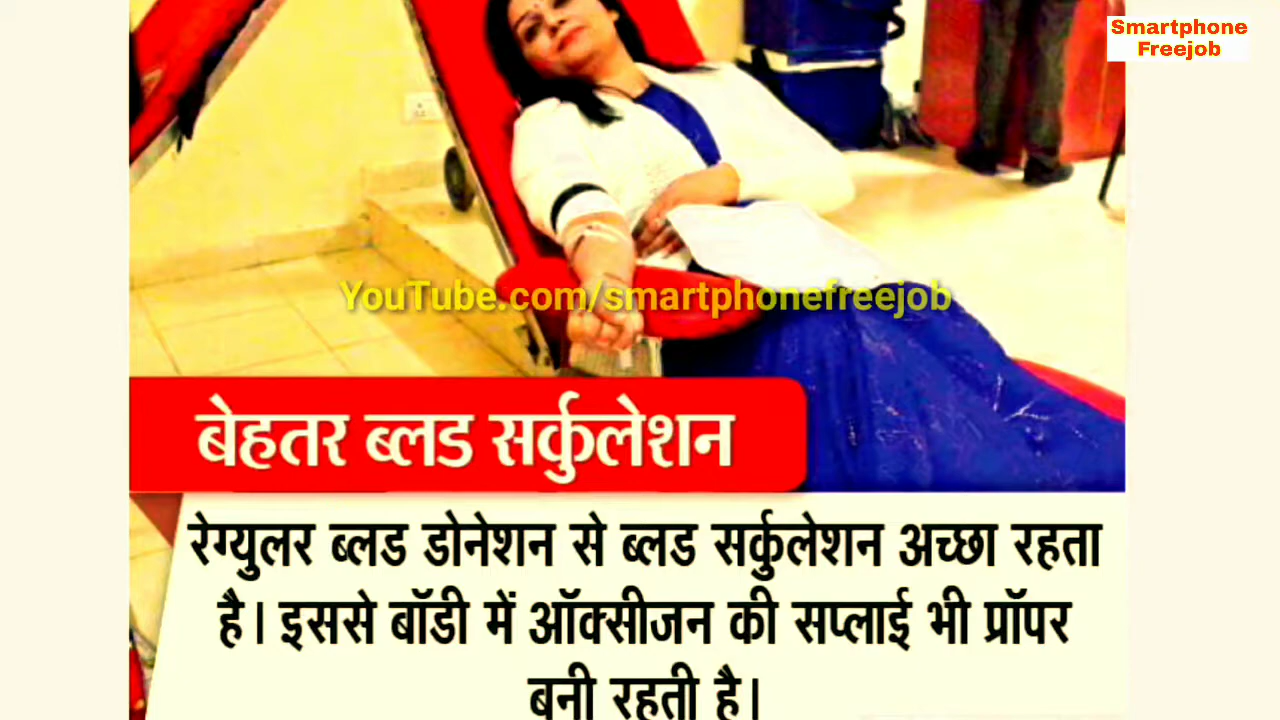 Smartphone
Freejob
YouTube.com/smartphonefreejob
बेहतर ब्लड सर्कुलेशन
रेग्युलर ब्लड डोनेशन से ब्लड सर्कुलेशन अच्छा रहता
है। इससे बॉडी में ऑक्सीजन की सप्लाई भी प्रॉपर
बनी रहती है।